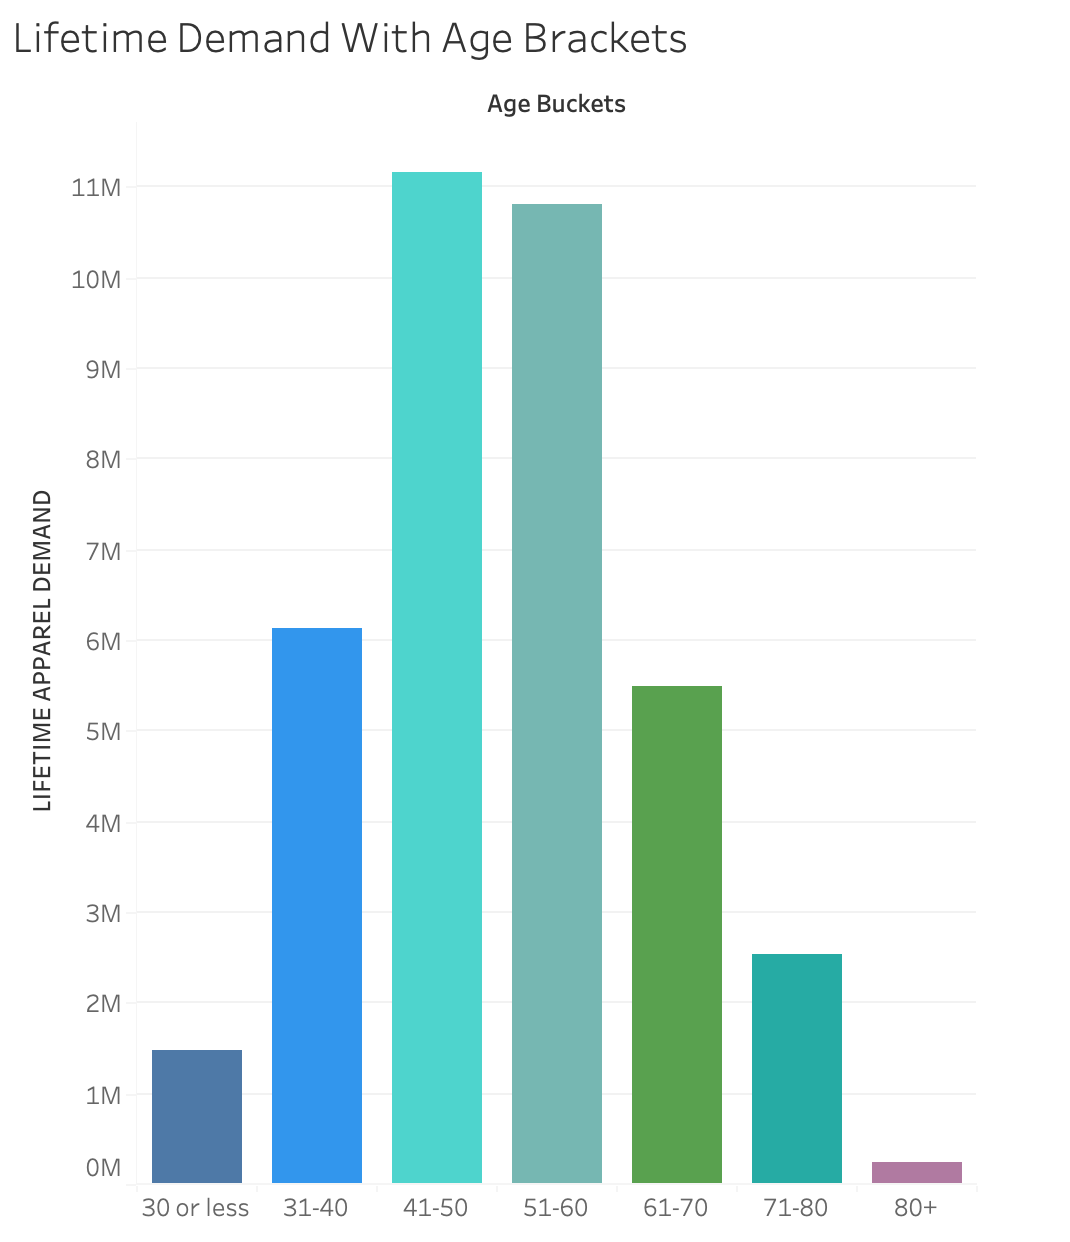 Lifetime Demand With Age Brackets
Age Buckets
11M
10M
9M
8M
7M
6M
5M
4M
3M
2M
1M
0M
LIFETIME APPAREL DEMAND
30 or less 31-40 41-50 51-60 61-70 71-80 80+